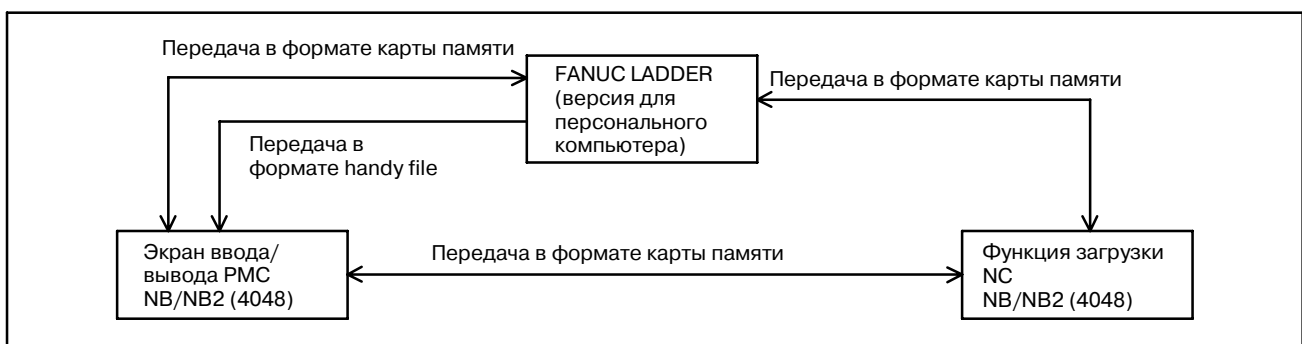 Передача в формате карты памяти
FANUC LADDER
(версия для
персонального
компьютера)
Передача в формате карты памяти
Передача в
формате handy file
Экран ввода/
вывода PMC
NB/NB2 (4048)
Передача в формате карты памяти
Функция загрузки
NC
NB/NB2 (4048)